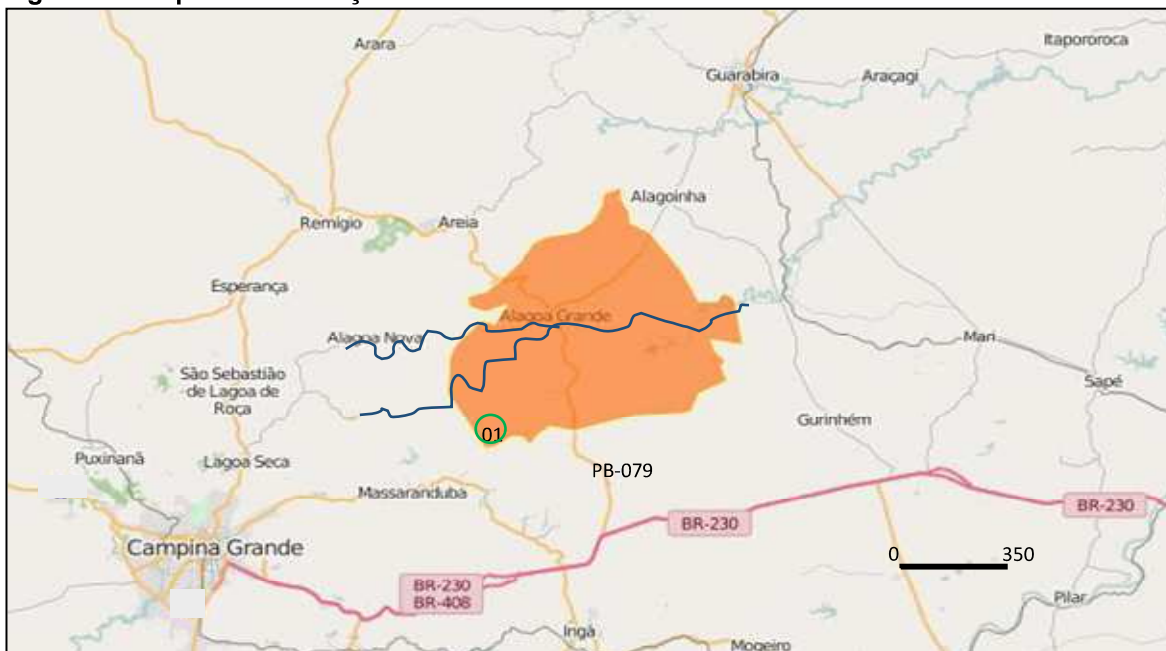 Arara
Itapororoca
Guarabira
Araçagi
Alagoinha
Remígio
Areia
Esperança
Alagoa Grande
Alagoa Nova
Mari
São Sebastião
de Lagoa de
Roça
Sapé
Gurinhém
01
Puxinanã
Lagoa Seca
PB-079
Massaranduba
BR-230
BR-230
Campina Grande
0
350
BR-230
BR-408
Pilar
Ingá
Mogeiro